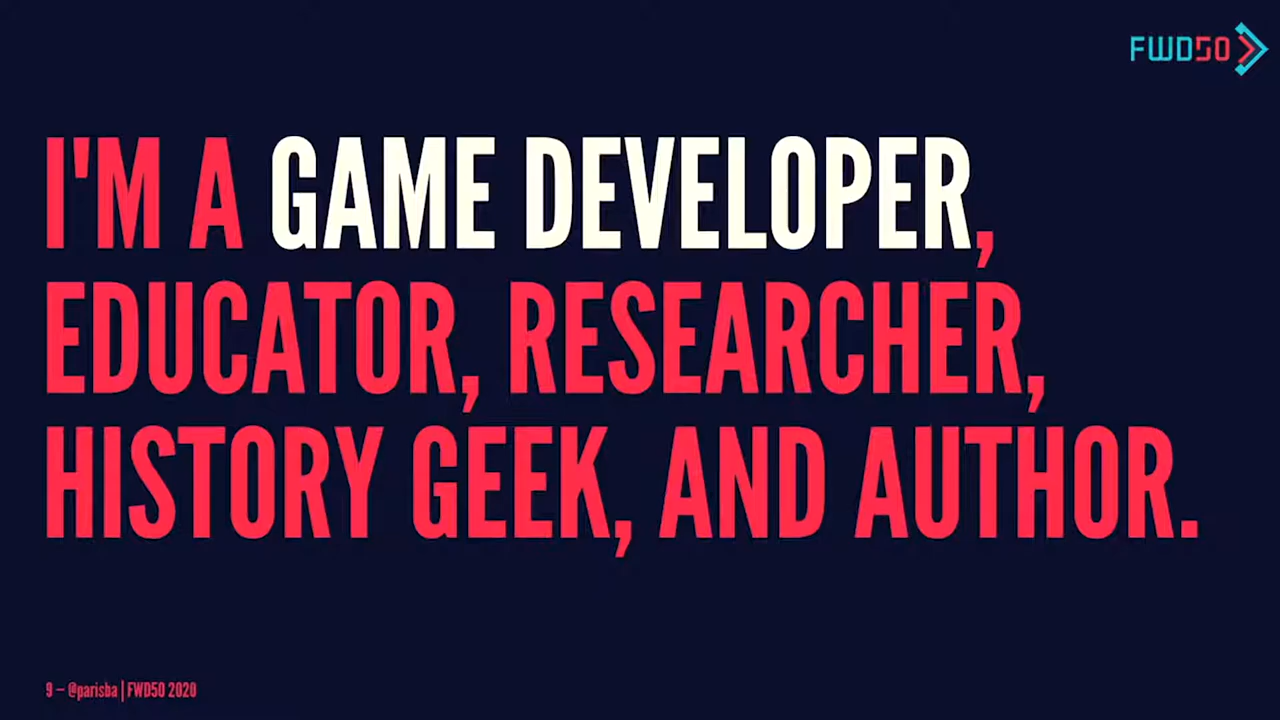 FWD50
I'M A GAME DEVELOPER,
EDUCATOR, RESEARCHER,
HISTORY GEEK, AND AUTHOR.
9 — @parisba | FWD50 2020